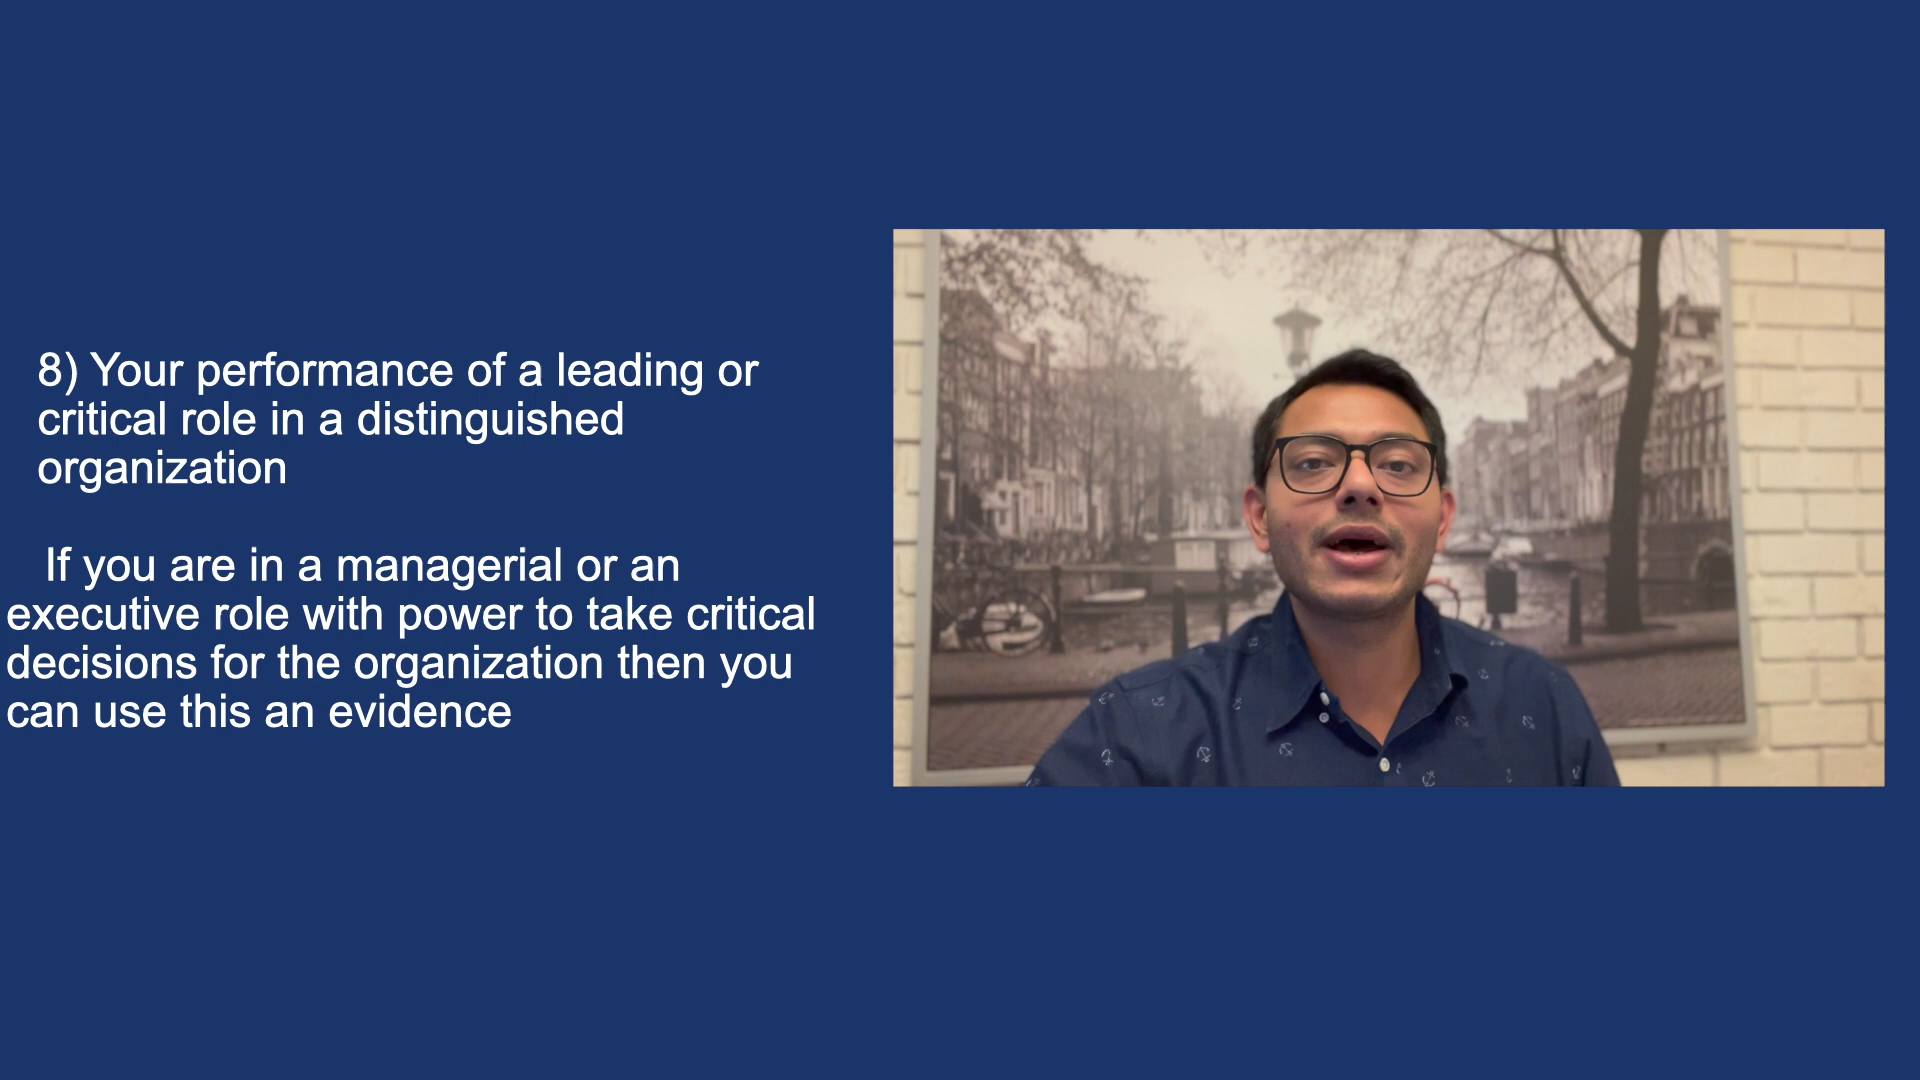 8) Your performance of a leading or
critical role in a distinguished
organization
If you are in a managerial or an
executive role with power to take critical
decisions for the organization then you
can use this an evidence